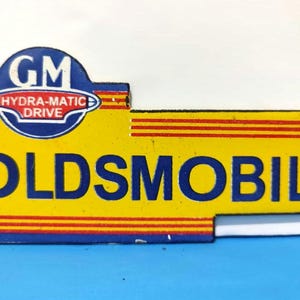 GM
HYDRA-MATIC
DRIVE
OLDSMOBIL